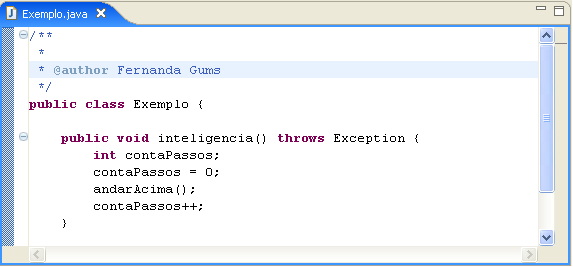 Exemplo.java
/**
 *
 * @author Fernanda Gums
 */
public class Exemplo {
    public void inteligencia() throws Exception {
        int contaPassos;
        contaPassos = 0;
        andarAcima();
        contaPassos++;
    }